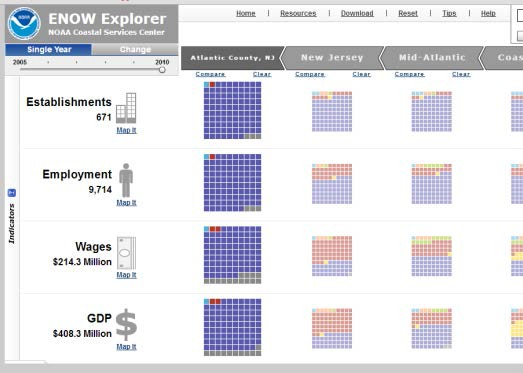 ENOW Explorer
NOAA Coastal Services Center
Home | Resources | Download | Reset | Tips | Help
Single Year Change
2005 2010
Atlantic County, NJ New Jersey Mid-Atlantic Coas
Compare Clear Compare Clear Compare Clear
Establishments
671
Map It
Employment
9,714
Map It
Indicators
Wages
$214.3 Million
Map It
GDP
$408.3 Million
Map It